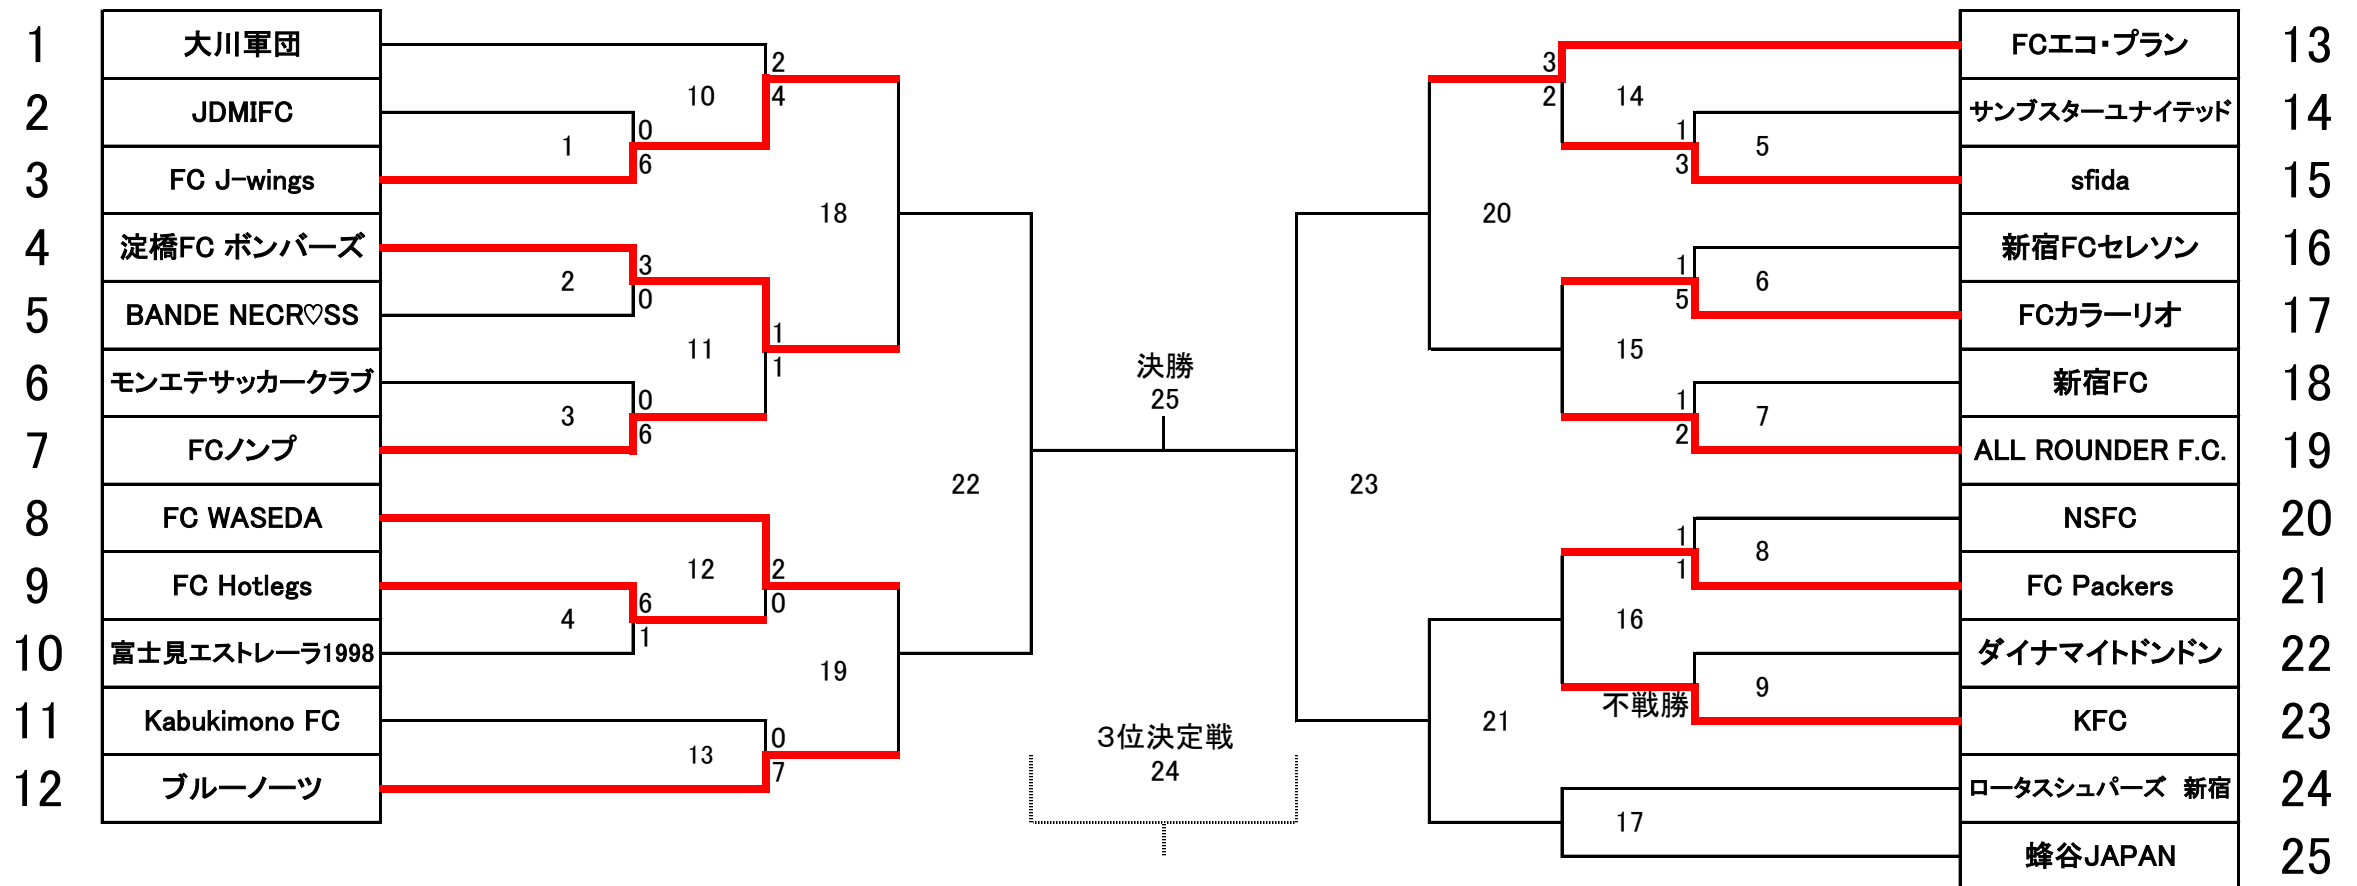 1 大川軍団
2 JDMIFC
3 FC J-wings
4 淀橋FC ボンバーズ
5 BANDE NECR♡SS
6 モンエテサッカークラブ
7 FCノンプ
8 FC WASEDA
9 FC Hotlegs
10 富士見エストレーラ1998
11 Kabukimono FC
12 ブルーノーツ
1
0
6
2
3
0
3
0
6
4
6
1
10
2
4
11
1
1
12
2
0
13
0
7
18
19
22
決勝
25
3位決定戦
24
23
20
21
14
3
2
15
16
17
5
1
3
6
1
5
7
1
2
8
1
1
9
不戦勝
FCエコ・プラン 13
サンブスターユナイテッド 14
sfida 15
新宿FCセレソン 16
FCカラーリオ 17
新宿FC 18
ALL ROUNDER F.C. 19
NSFC 20
FC Packers 21
ダイナマイトドンドン 22
KFC 23
ロータスシュパーズ 新宿 24
蜂谷JAPAN 25